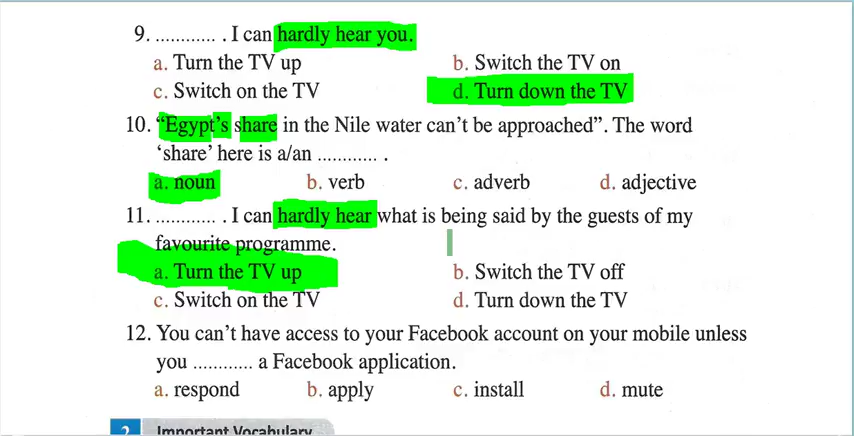 9. ............ . I can hardly hear you.
a. Turn the TV up b. Switch the TV on
c. Switch on the TV d. Turn down the TV
10. “Egypt’s share in the Nile water can’t be approached”. The word
‘share’ here is a/an ............ .
a. noun b. verb c. adverb d. adjective
11. ............ . I can hardly hear what is being said by the guests of my
favourite programme.
a. Turn the TV up b. Switch the TV off
c. Switch on the TV d. Turn down the TV
12. You can’t have access to your Facebook account on your mobile unless
you ............ a Facebook application.
a. respond b. apply c. install d. mute
2 Important Vocabulary